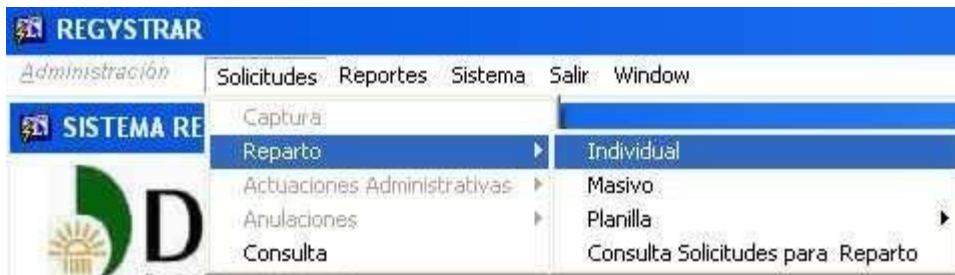 REGYSTRAR
Administración Solicitudes Reportes Sistema Salir Window
SISTEMA RE
Captura
Reparto Individual
Actuaciones Administrativas Masivo
Anulaciones Planilla
Consulta Consulta Solicitudes para Reparto
D